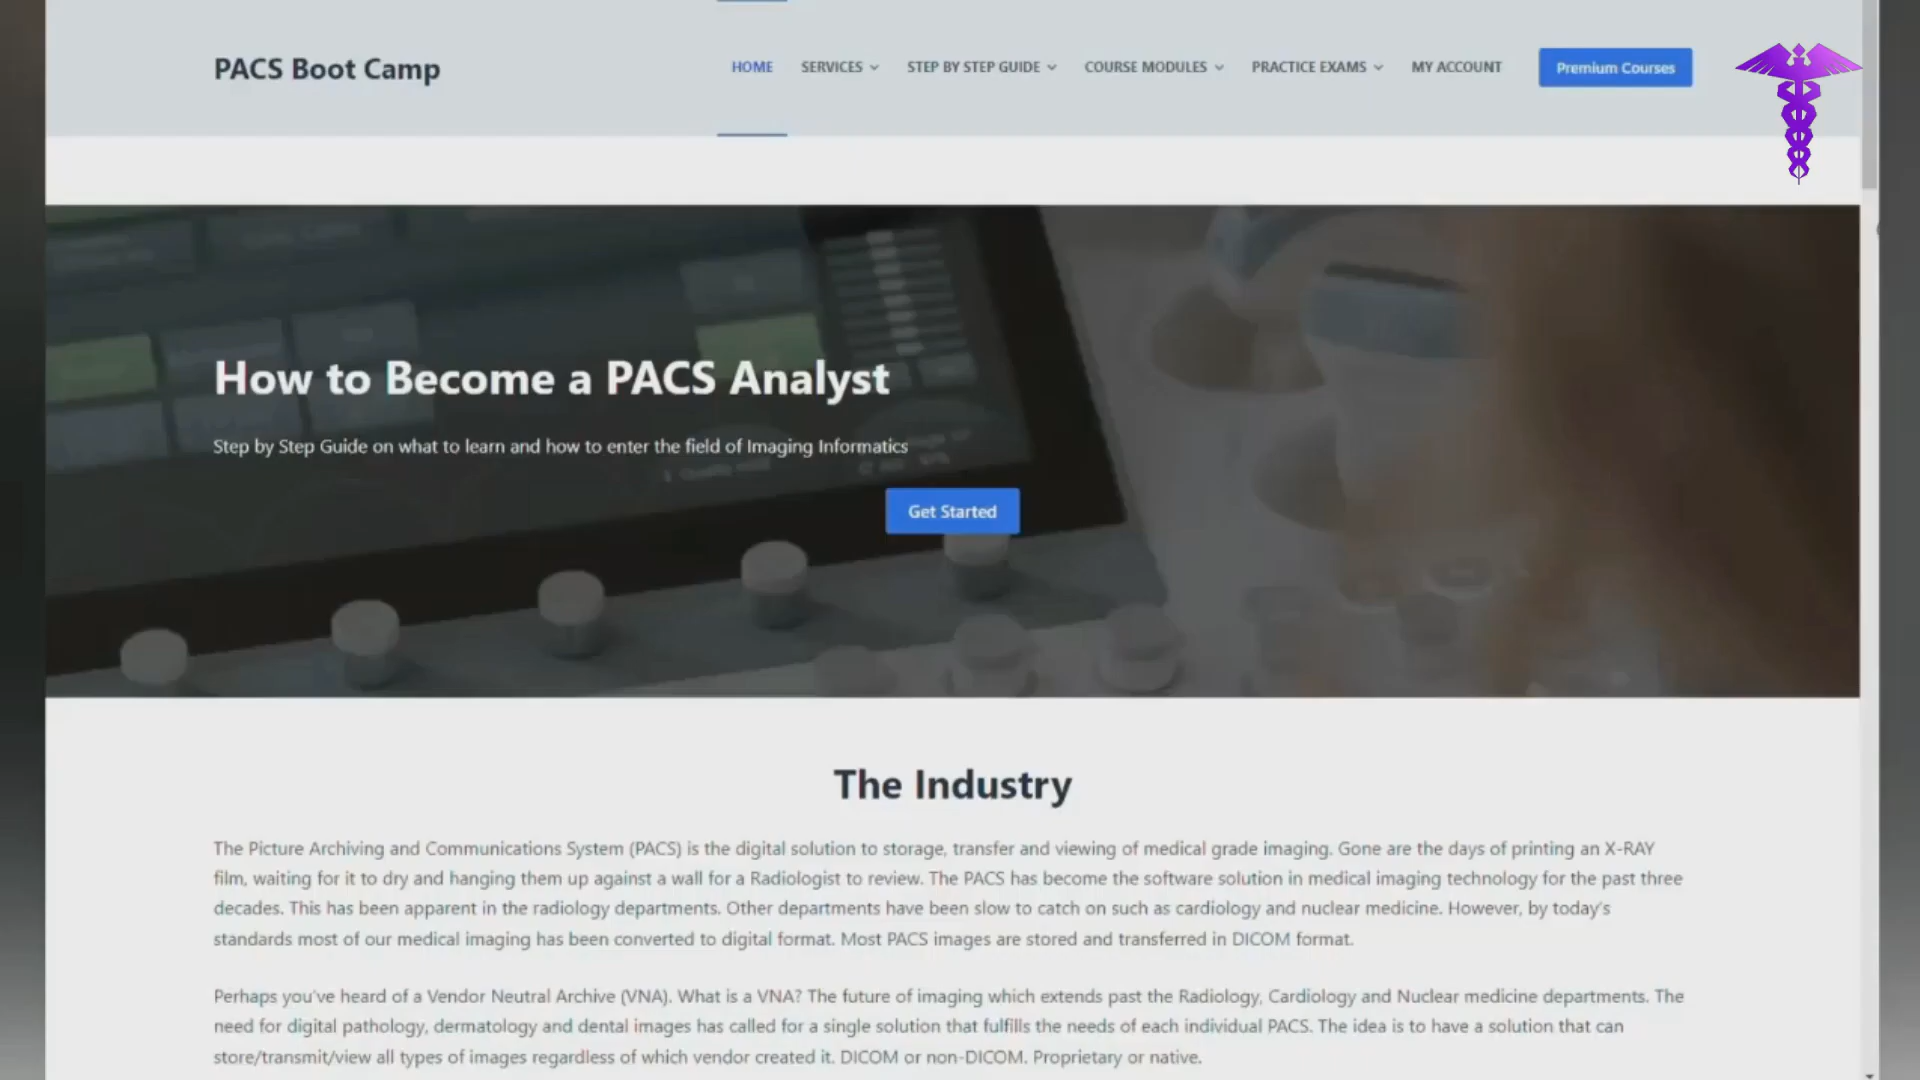 PACS Boot Camp
HOME SERVICES STEP BY STEP GUIDE COURSE MODULES PRACTICE EXAMS MY ACCOUNT Premium Courses
How to Become a PACS Analyst
Step by Step Guide on what to learn and how to enter the field of Imaging Informatics
Get Started
The Industry
The Picture Archiving and Communications System (PACS) is the digital solution to storage, transfer and viewing of medical grade imaging. Gone are the days of printing an X-RAY
film, waiting for it to dry and hanging them up against a wall for a Radiologist to review. The PACS has become the software solution in medical imaging technology for the past three
decades. This has been apparent in the radiology departments. Other departments have been slow to catch on such as cardiology and nuclear medicine. However, by today's
standards most of our medical imaging has been converted to digital format. Most PACS images are stored and transferred in DICOM format.
Perhaps you've heard of a Vendor Neutral Archive (VNA). What is a VNA? The future of imaging which extends past the Radiology, Cardiology and Nuclear medicine departments. The
need for digital pathology, dermatology and dental images has called for a single solution that fulfills the needs of each individual PACS. The idea is to have a solution that can
store/transmit/view all types of images regardless of which vendor created it. DICOM or non-DICOM. Proprietary or native.